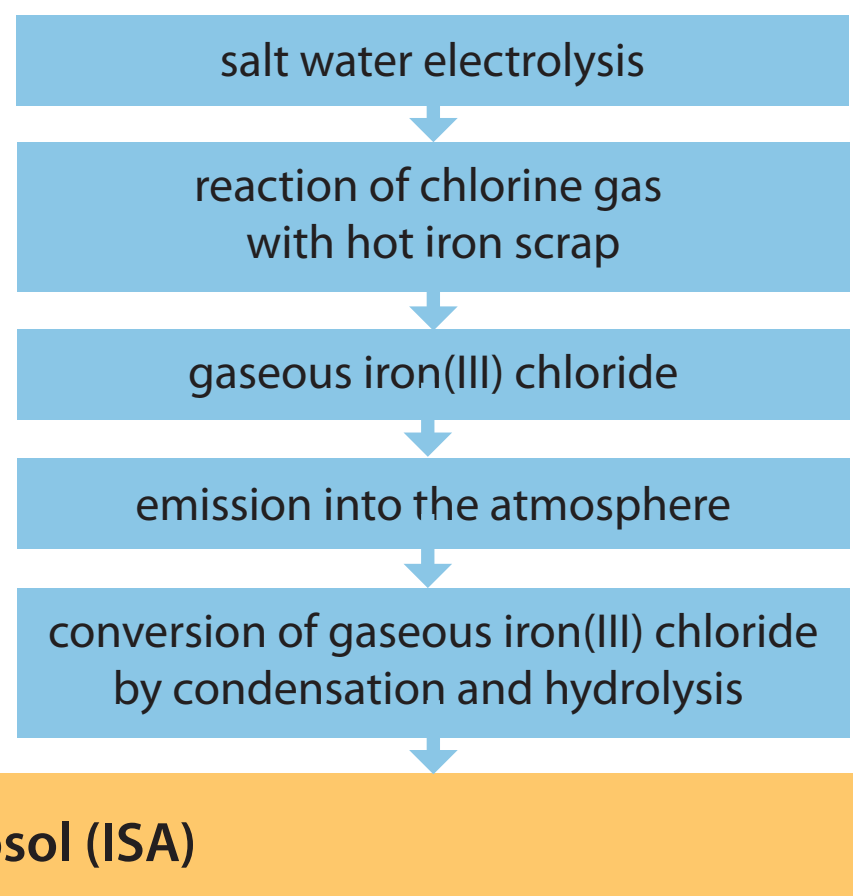 salt water electrolysis
reaction of chlorine gas
with hot iron scrap
gaseous iron(III) chloride
emission into the atmosphere
conversion of gaseous iron(III) chloride
by condensation and hydrolysis
(ISA)